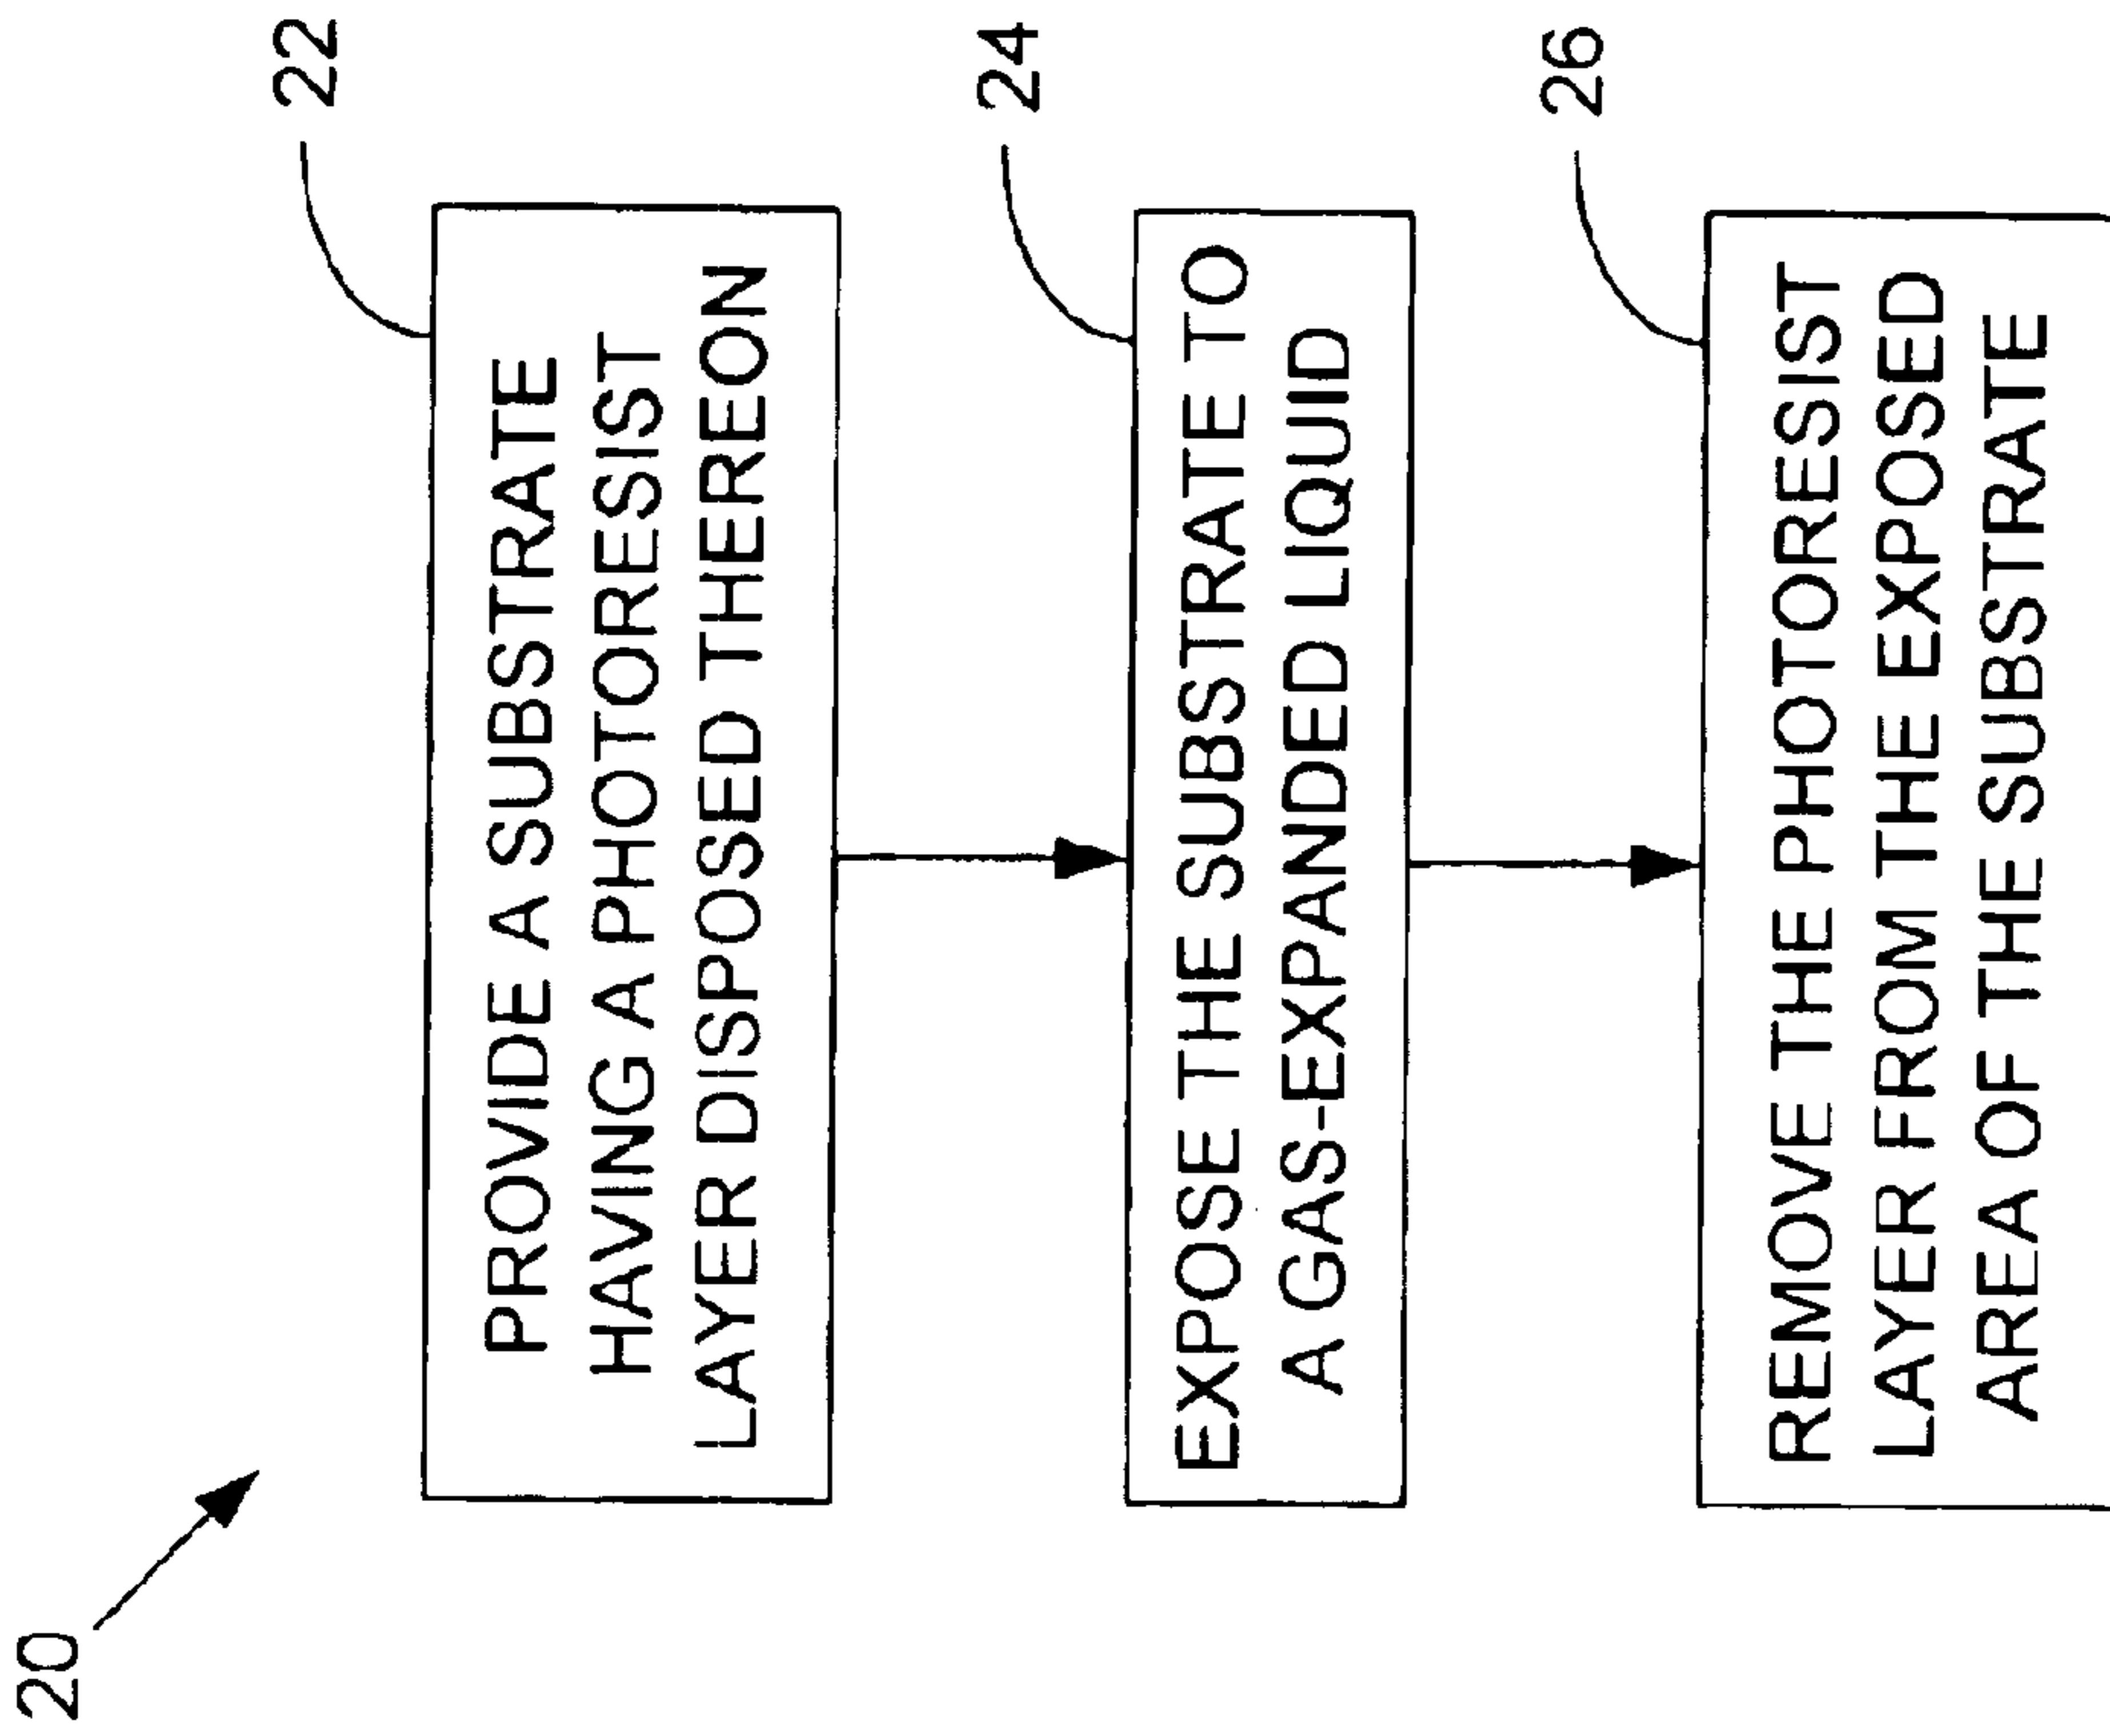 20
22
PROVIDE A SUBSTRATE
HAVING A PHOTORESIST
LAYER DISPOSED THEREON
24
EXPOSE THE SUBSTRATE TO
A GAS-EXPANDED LIQUID
26
REMOVE THE PHOTORESIST
LAYER FROM THE EXPOSED
AREA OF THE SUBSTRATE